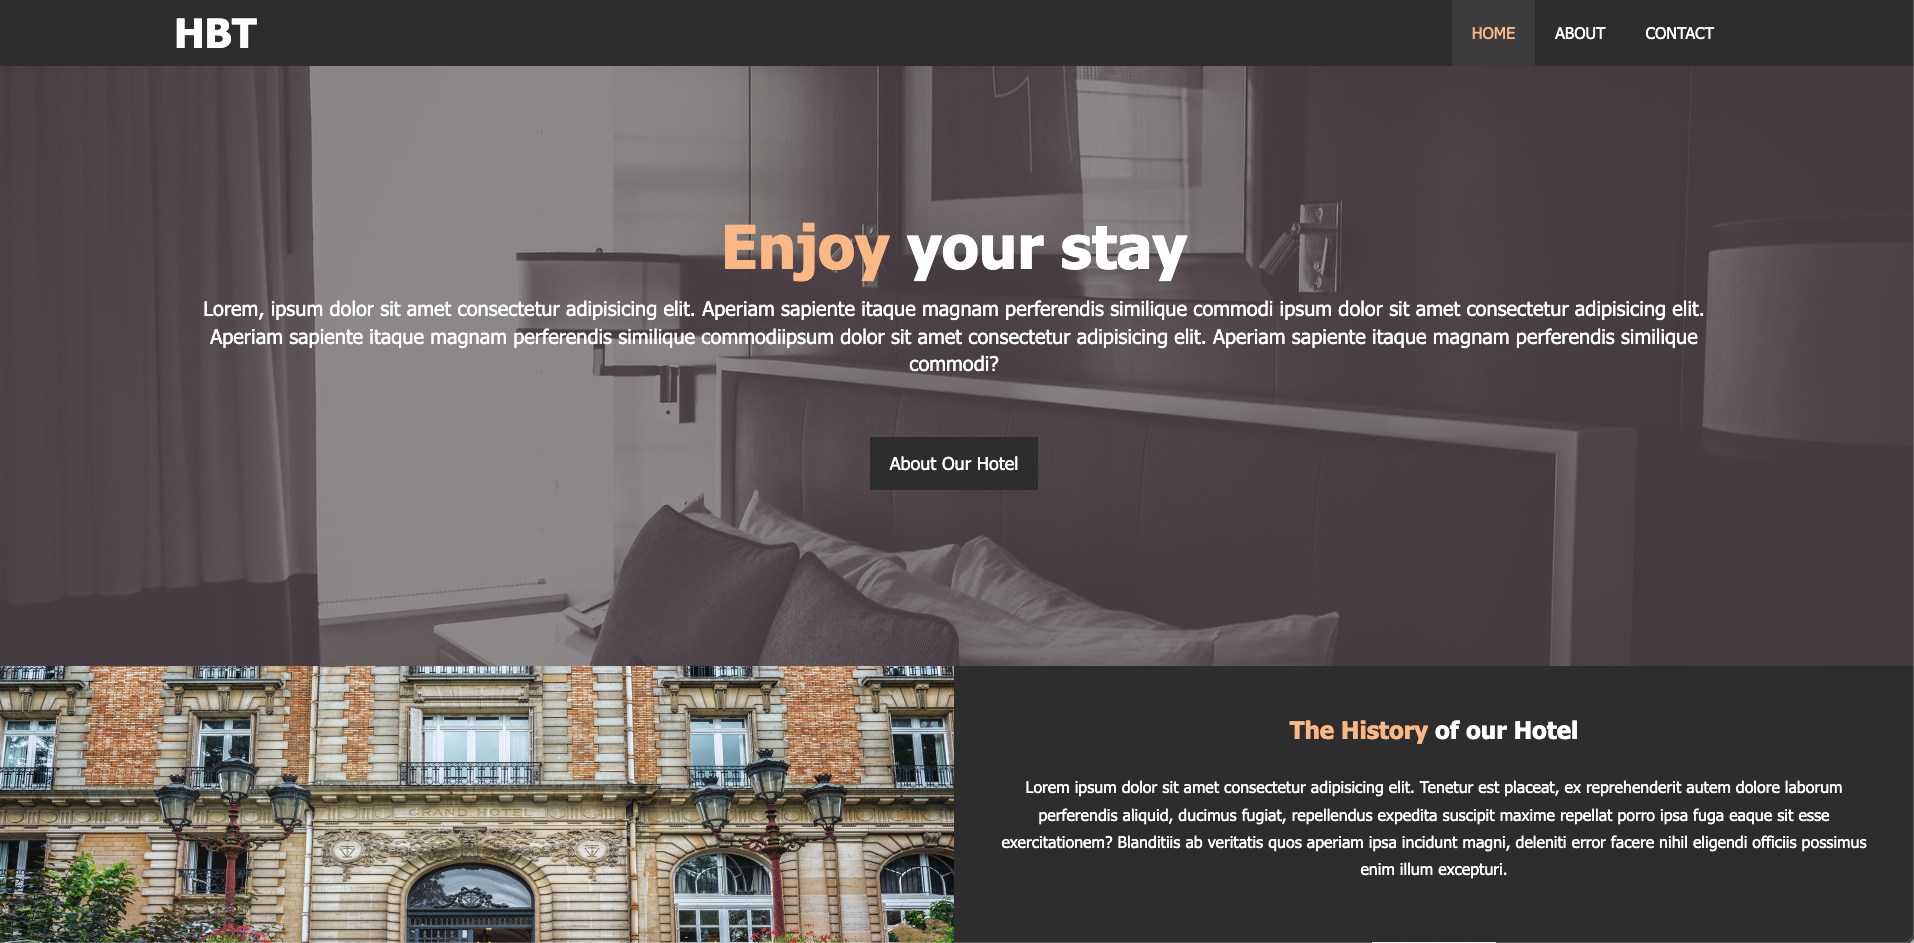 HBT
HOME ABOUT CONTACT
Enjoy your stay
Lorem, ipsum dolor sit amet consectetur adipisicing elit. Aperiam sapiente itaque magnam perferendis similique commodi ipsum dolor sit amet consectetur adipisicing elit.
Aperiam sapiente itaque magnam perferendis similique commodiipsum dolor sit amet consectetur adipisicing elit. Aperiam sapiente itaque magnam perferendis similique
commodi?
About Our Hotel
GRAND HOTEL
The History of our Hotel
Lorem ipsum dolor sit amet consectetur adipisicing elit. Tenetur est placeat, ex reprehenderit autem dolore laborum
perferendis aliquid, ducimus fugiat, repellendus expedita suscipit maxime repellat porro ipsa fuga eaque sit esse
exercitationem? Blanditiis ab veritatis quos aperiam ipsa incidunt magni, deleniti error facere nihil eligendi officiis possimus
enim illum excepturi.